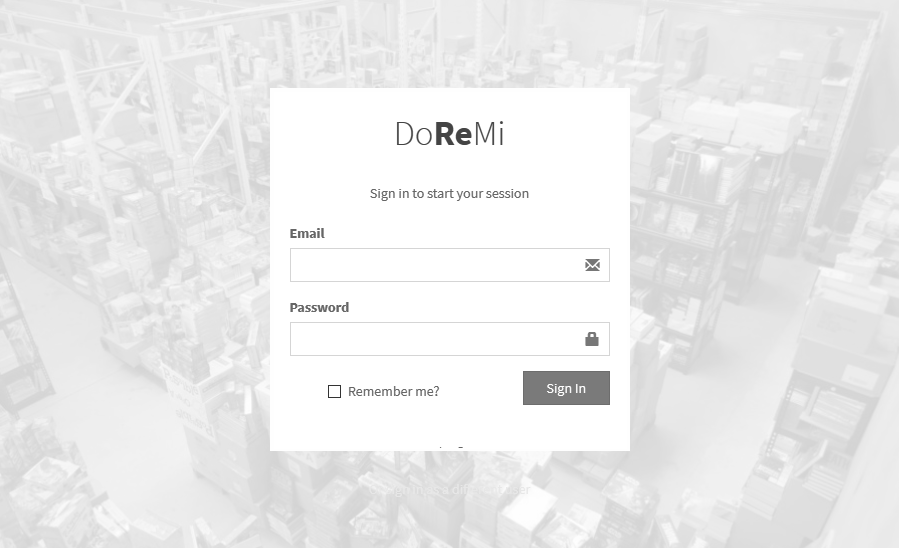 DoReMi
Sign in to start your session
Email
Password
Remember me?
Sign In